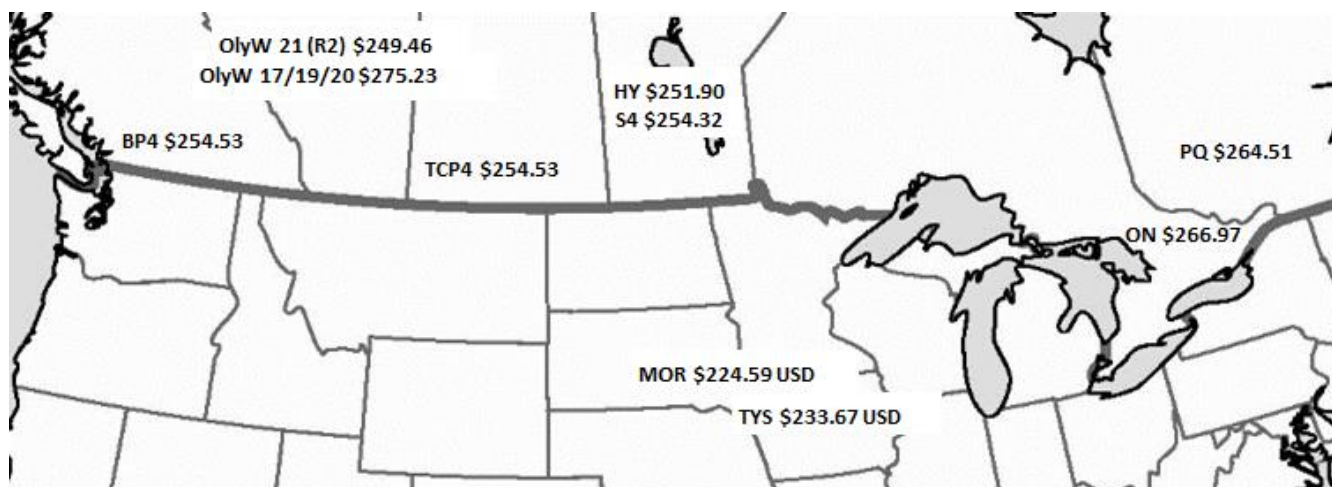 OlyW 21 (R2) $249.46
OlyW 17/19/20 $275.23
HY $251.90
S4 $254.32
BP4 $254.53
TCP4 $254.53
PQ $264.51
ON $266.97
MOR $224.59 USD
TYS $233.67 USD